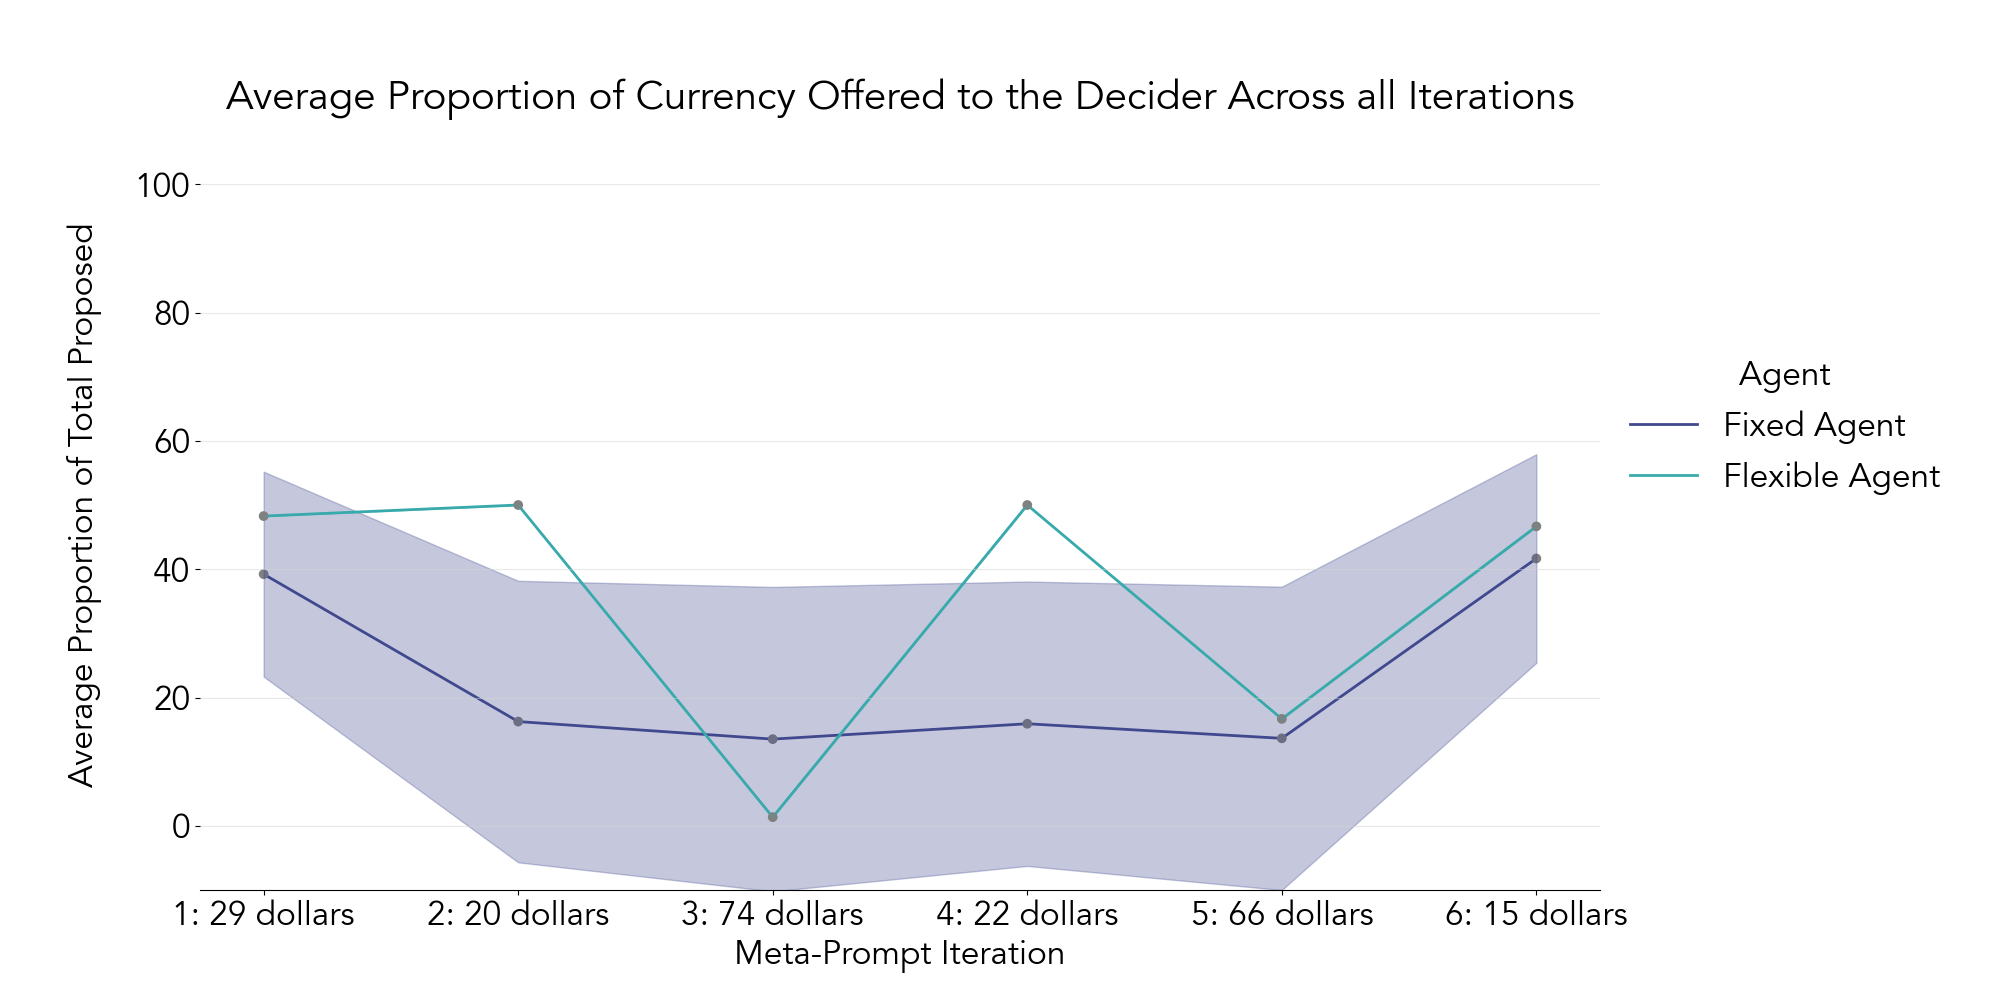 Average Proportion of Currency Offered to the Decider Across all Iterations
Average Proportion of Total Proposed
100
80
60
40
20
0
1: 29 dollars
2: 20 dollars
3: 74 dollars
4: 22 dollars
5: 66 dollars
6: 15 dollars
Meta-Prompt Iteration
Agent
Fixed Agent
Flexible Agent